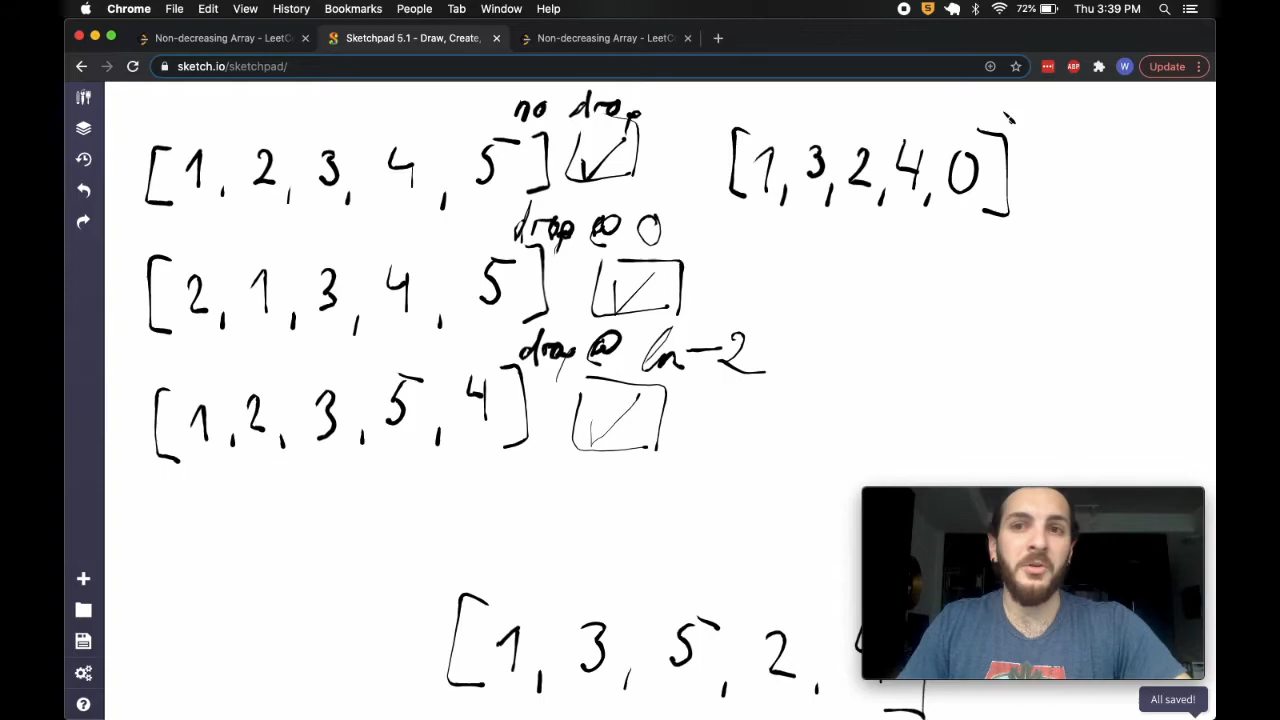 Chrome File Edit View History Bookmarks People Tab Window Help 72% Thu 3:39 PM
Non-decreasing Array - LeetC
Sketchpad 5.1 - Draw, Create,
Non-decreasing Array - LeetC
sketch.io/sketchpad/
ABP
W
Update
no drop
[1, 2, 3, 4, 5]
[1, 3, 2, 4, 0]
drop @ 0
[2, 1, 3, 4, 5]
drop @ len-2
[1, 2, 3, 5, 4]
[1, 3, 5, 2, ]
All saved!